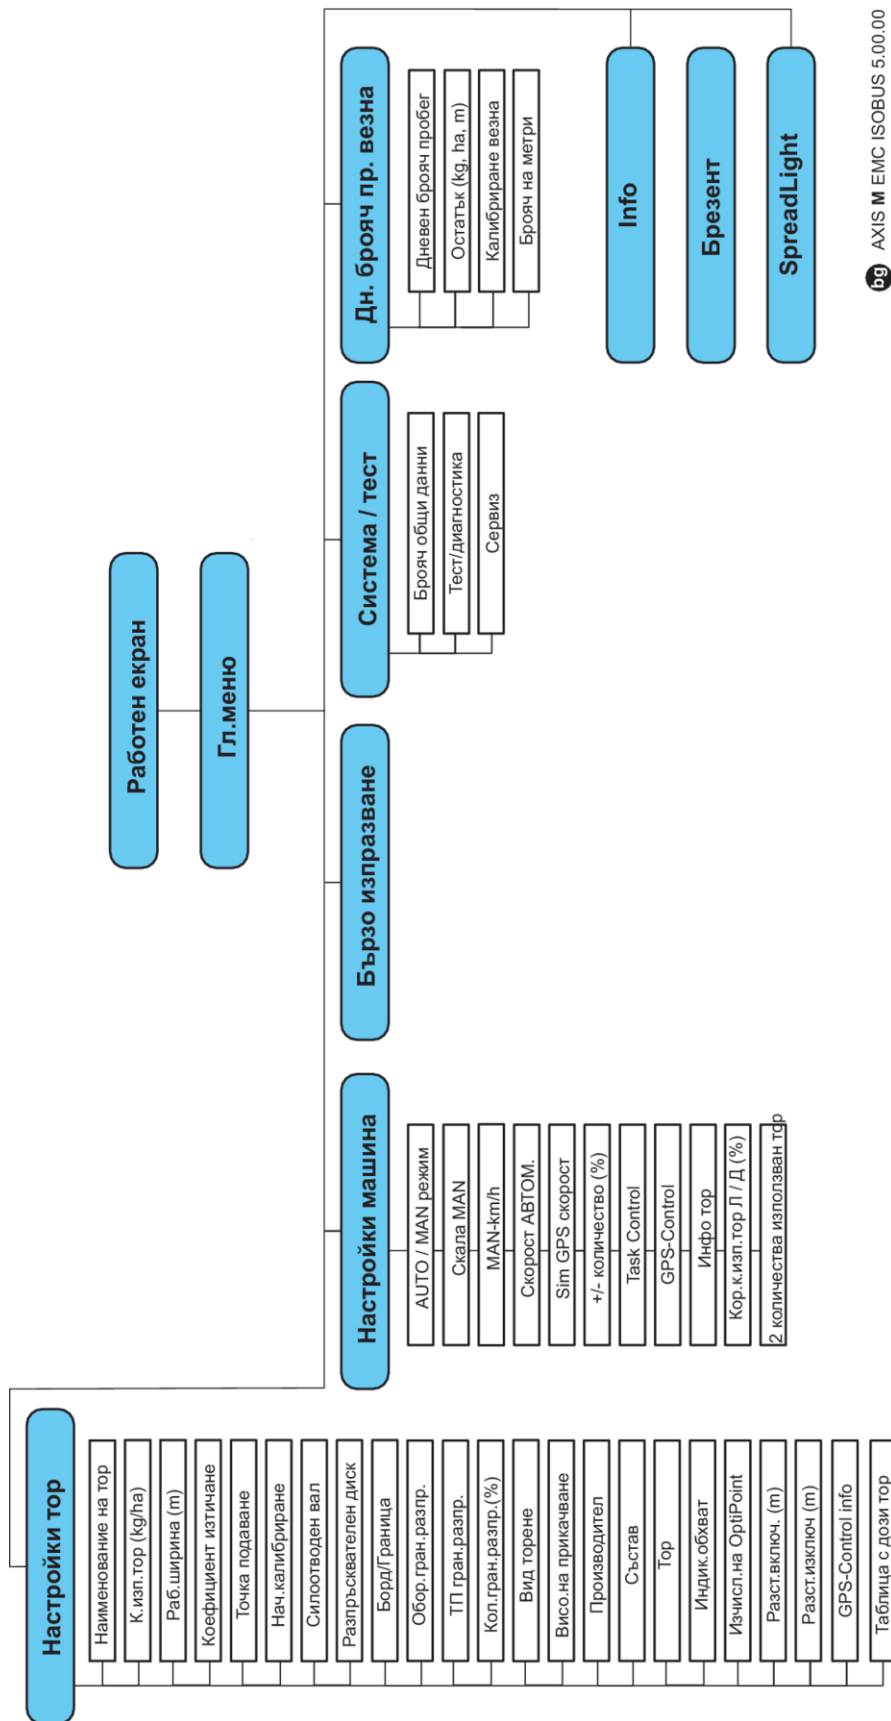 Работен екран
Гл.меню
Настройки тор
Наименование на тор
К.изп.тор (kg/ha)
Раб.ширина (m)
Коефициент изтичане
Точка подаване
Нач.калибриране
Силоотводен вал
Разпръсквателен диск
Борд/Граница
Обор.гран.разпр.
ТП гран.разпр.
Кол.гран.разпр.(%)
Вид торене
Висо.на прикачване
Производител
Състав
Тор
Индик.обхват
Изчисл.на OptiPoint
Разст.включ. (m)
Разст.изключ (m)
GPS-Control info
Таблица с дози тор
Настройки машина
AUTO / MAN режим
Скала MAN
MAN-km/h
Скорост АВТОМ.
Sim GPS скорост
+/- количество (%)
Task Control
GPS-Control
Инфо тор
Кор.к.изп.тор Л / Д (%)
2 количества използван тор
Бързо изпразване
Система / тест
Брояч общи данни
Тест/диагностика
Сервиз
Дн. брояч пр. везна
Дневен брояч пробег
Остатък (kg, ha, m)
Калибриране везна
Брояч на метри
Info
Брезент
SpreadLight
bg AXIS M EMC ISOBUS 5.00.00